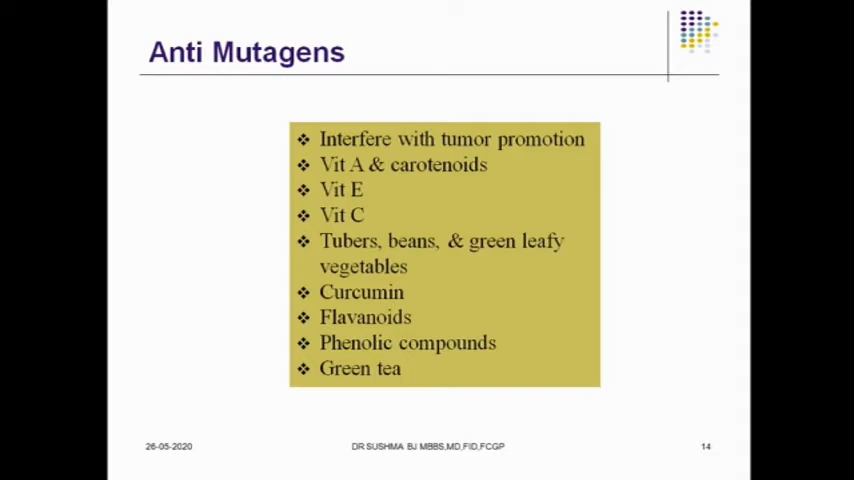 Anti Mutagens
❖ Interfere with tumor promotion
❖ Vit A & carotenoids
❖ Vit E
❖ Vit C
❖ Tubers, beans, & green leafy
vegetables
❖ Curcumin
❖ Flavanoids
❖ Phenolic compounds
❖ Green tea
26-05-2020 DR SUSHMA BJ MBBS,MD,FID,FCGP 14